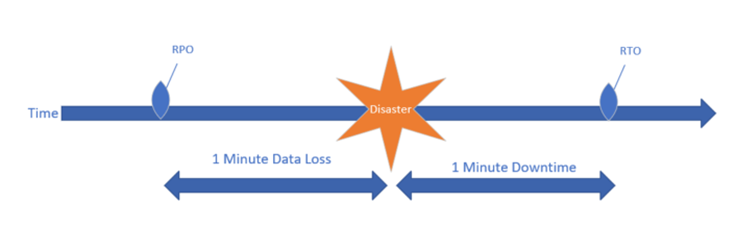 RPO
RTO
Time
Disaster
1 Minute Data Loss
1 Minute Downtime